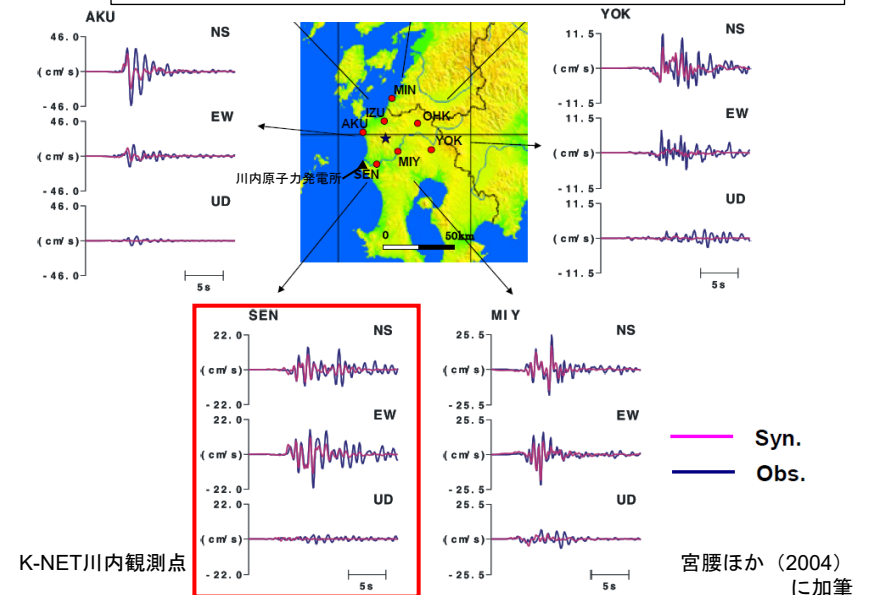 AKU
NS
46.0
(cm/s)
-46.0
EW
46.0
(cm/s)
-46.0
UD
46.0
(cm/s)
-46.0
5s
MIN
IZU
OHK
AKU
YOK
MIY
SEN
川内原子力発電所
0 50km
YOK
NS
11.5
(cm/s)
-11.5
EW
11.5
(cm/s)
-11.5
UD
11.5
(cm/s)
-11.5
5s
SEN
NS
22.0
(cm/s)
-22.0
EW
22.0
(cm/s)
-22.0
UD
22.0
(cm/s)
-22.0
5s
MIY
NS
25.5
(cm/s)
-25.5
EW
25.5
(cm/s)
-25.5
UD
25.5
(cm/s)
-25.5
5s
Syn.
Obs.
K-NET川内観測点
宮腰ほか（2004）
に加筆